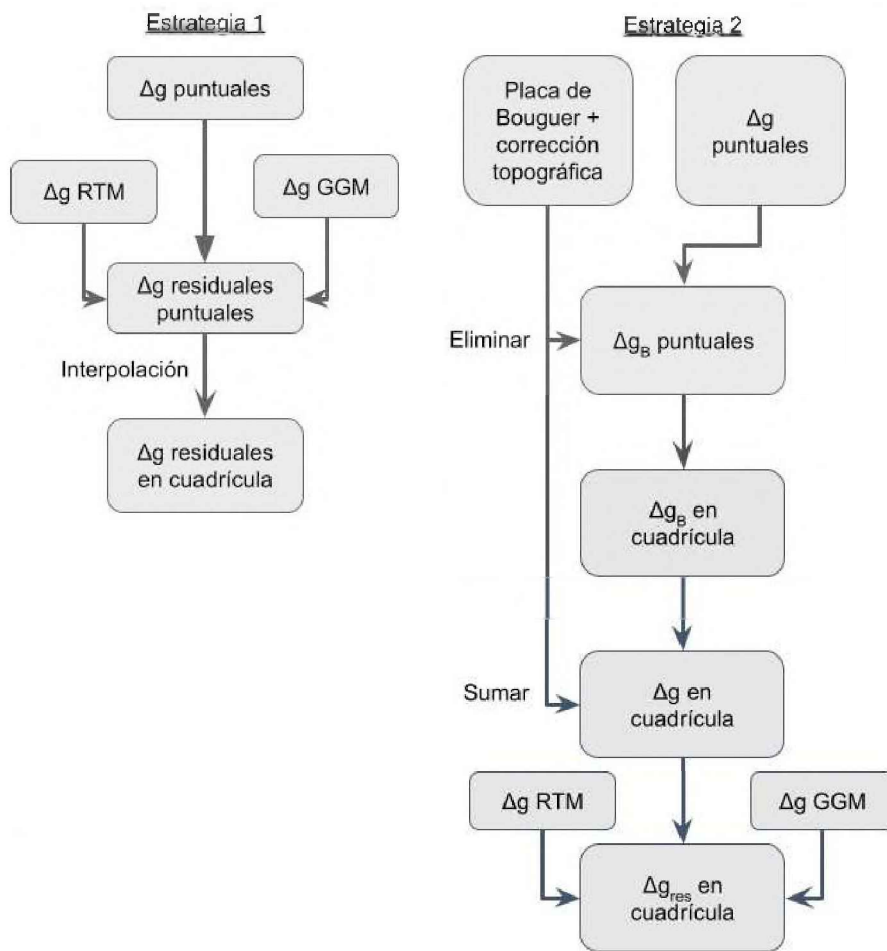 Estrategia 1
Δg puntuales
Δg RTM
Δg GGM
Δg residuales
puntuales
Interpolación
Δg residuales
en cuadrícula
Estrategia 2
Placa de
Bouguer +
corrección
topográfica
Δg
puntuales
Eliminar
Δg_B puntuales
Δg_B en
cuadrícula
Sumar
Δg en
cuadrícula
Δg RTM
Δg GGM
Δg_res en
cuadrícula